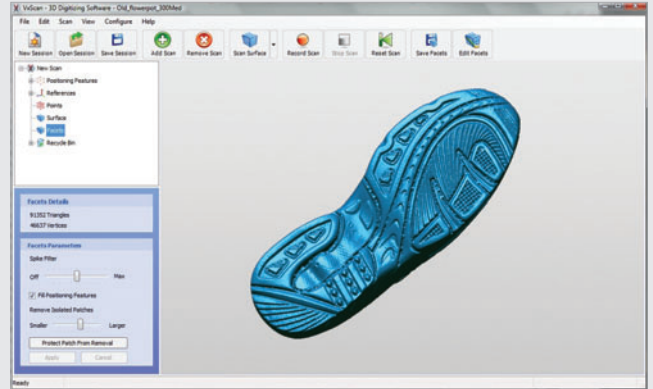 VxScan - 3D Digitizing Software - Old_flowerpot_300Med
File Edit Scan View Configure Help
New Session Open Session Save Session Add Scan Remove Scan Scan Surface Record Scan Stop Scan Reset Scan Save Facets Edit Facets
New Scan
Positioning Features
References
Points
Surface
Facets
Recycle Bin
Facets Details
91352 Triangles
46637 Vertices
Facets Parameters
Spike Filter
Off Max
Fill Positioning Features
Remove Isolated Patches
Smaller Larger
Protect Patch From Removal
Apply Cancel
Ready